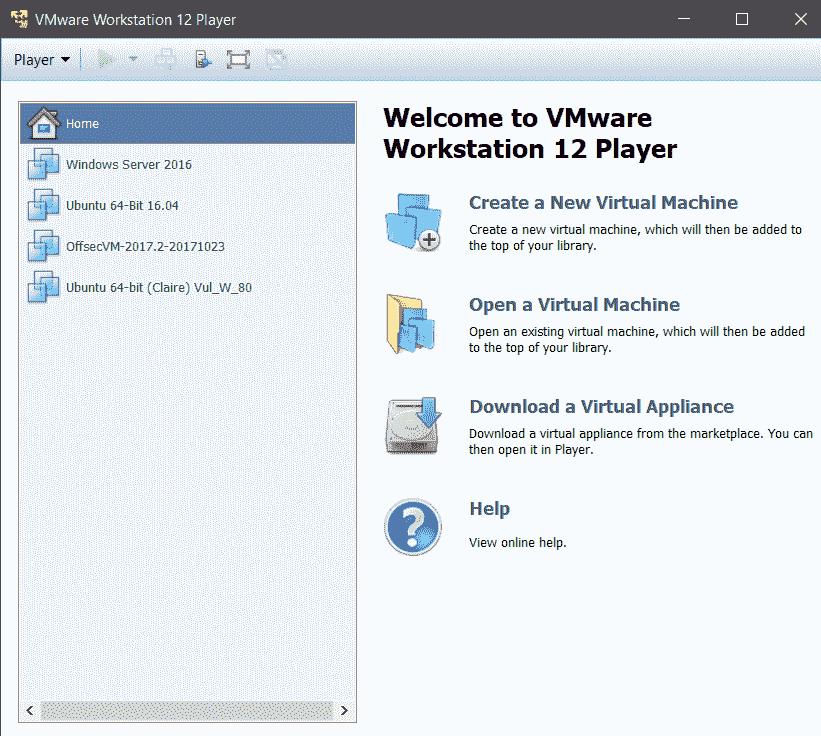 VMware Workstation 12 Player
Player
Home
Windows Server 2016
Ubuntu 64-Bit 16.04
OffsecVM-2017.2-20171023
Ubuntu 64-bit (Claire) Vul_W_80
Welcome to VMware
Workstation 12 Player
Create a New Virtual Machine
Create a new virtual machine, which will then be added to
the top of your library.
Open a Virtual Machine
Open an existing virtual machine, which will then be added
to the top of your library.
Download a Virtual Appliance
Download a virtual appliance from the marketplace. You can
then open it in Player.
Help
View online help.